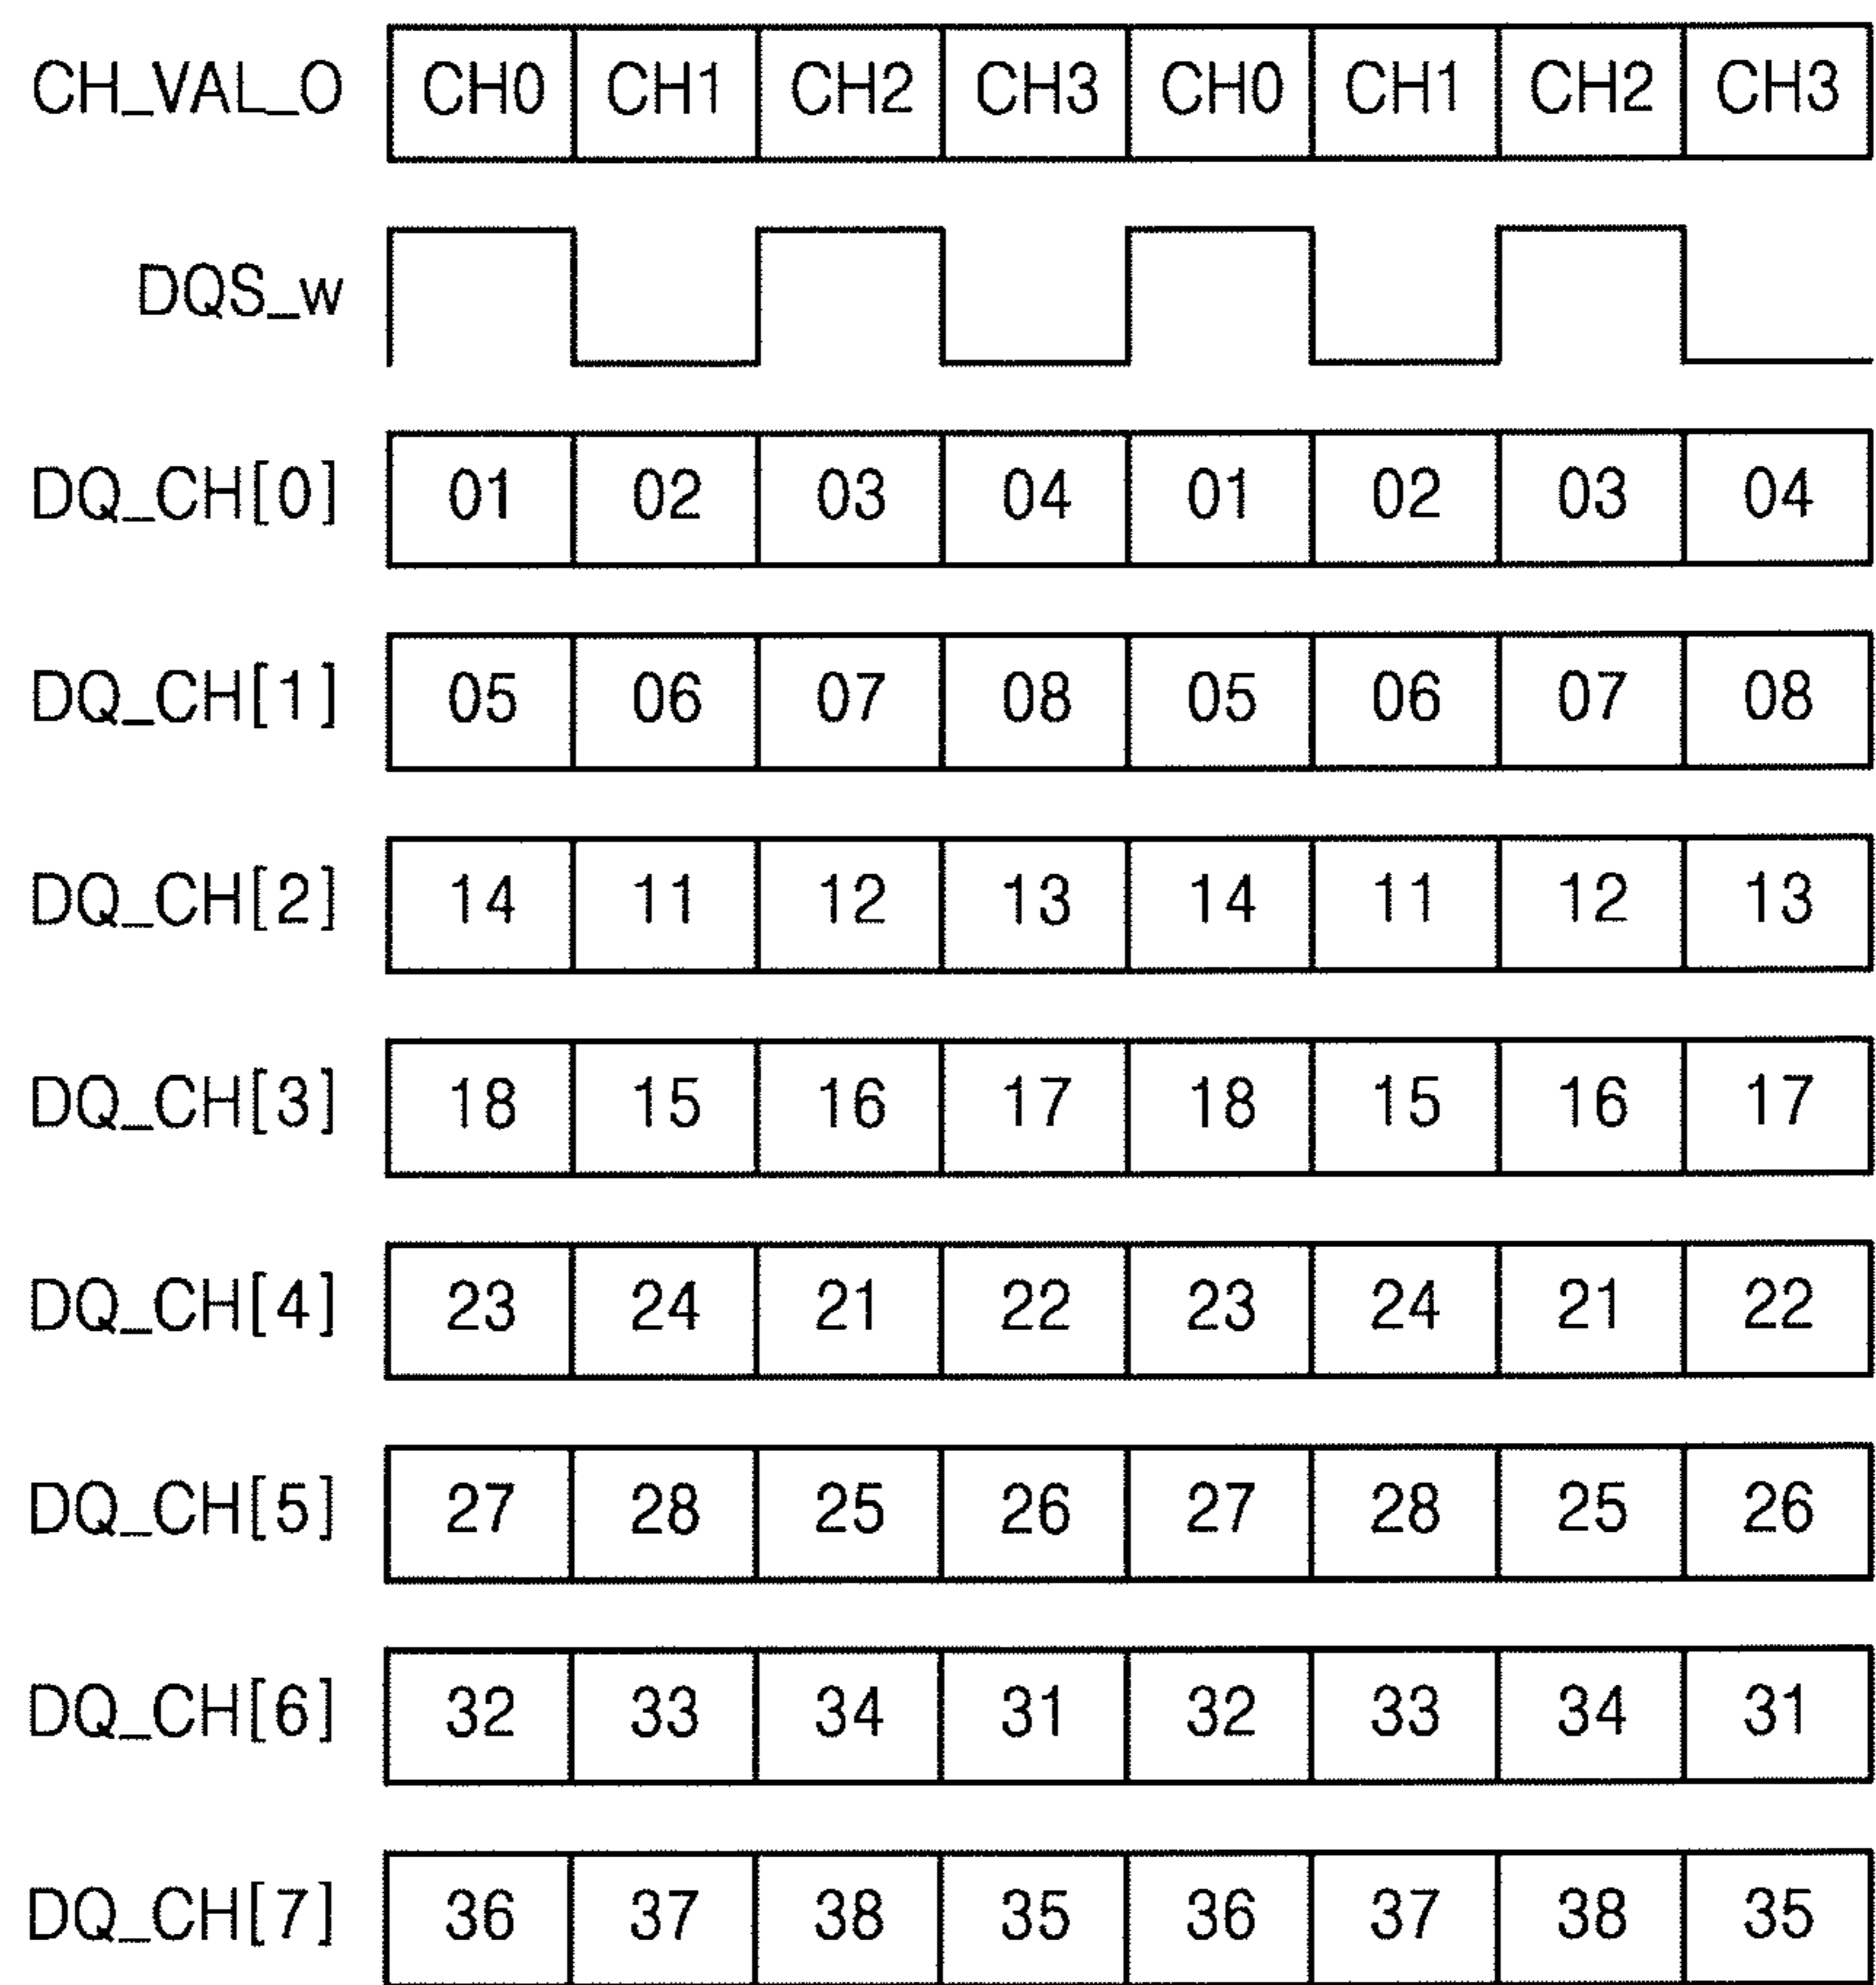 CH_VAL_O CH0 CH1 CH2 CH3 CH0 CH1 CH2 CH3
DQS_w
DQ_CH[0] 01 02 03 04 01 02 03 04
DQ_CH[1] 05 06 07 08 05 06 07 08
DQ_CH[2] 14 11 12 13 14 11 12 13
DQ_CH[3] 18 15 16 17 18 15 16 17
DQ_CH[4] 23 24 21 22 23 24 21 22
DQ_CH[5] 27 28 25 26 27 28 25 26
DQ_CH[6] 32 33 34 31 32 33 34 31
DQ_CH[7] 36 37 38 35 36 37 38 35